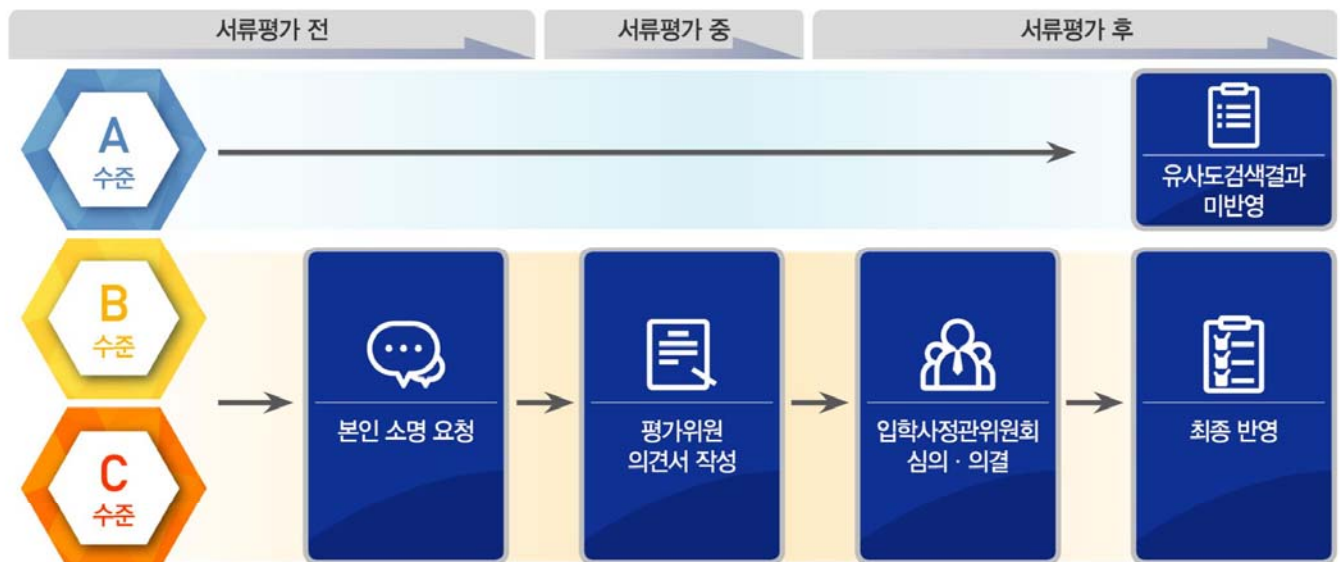 서류평가 전
서류평가 중
서류평가 후
A
수준
유사도검색결과
미반영
B
수준
C
수준
본인 소명 요청
평가위원
의견서 작성
입학사정관위원회
심의 · 의결
최종 반영